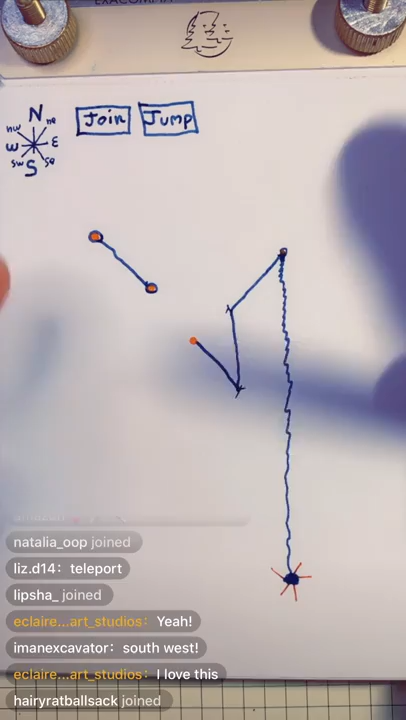 N
nw ne
W E
sw se
S
Join Jump
natalia_oop joined
liz.d14: teleport
lipsha_ joined
eclaire...art_studios: Yeah!
imanexcavator: south west!
eclaire...art_studios: I love this
hairyratballsack joined